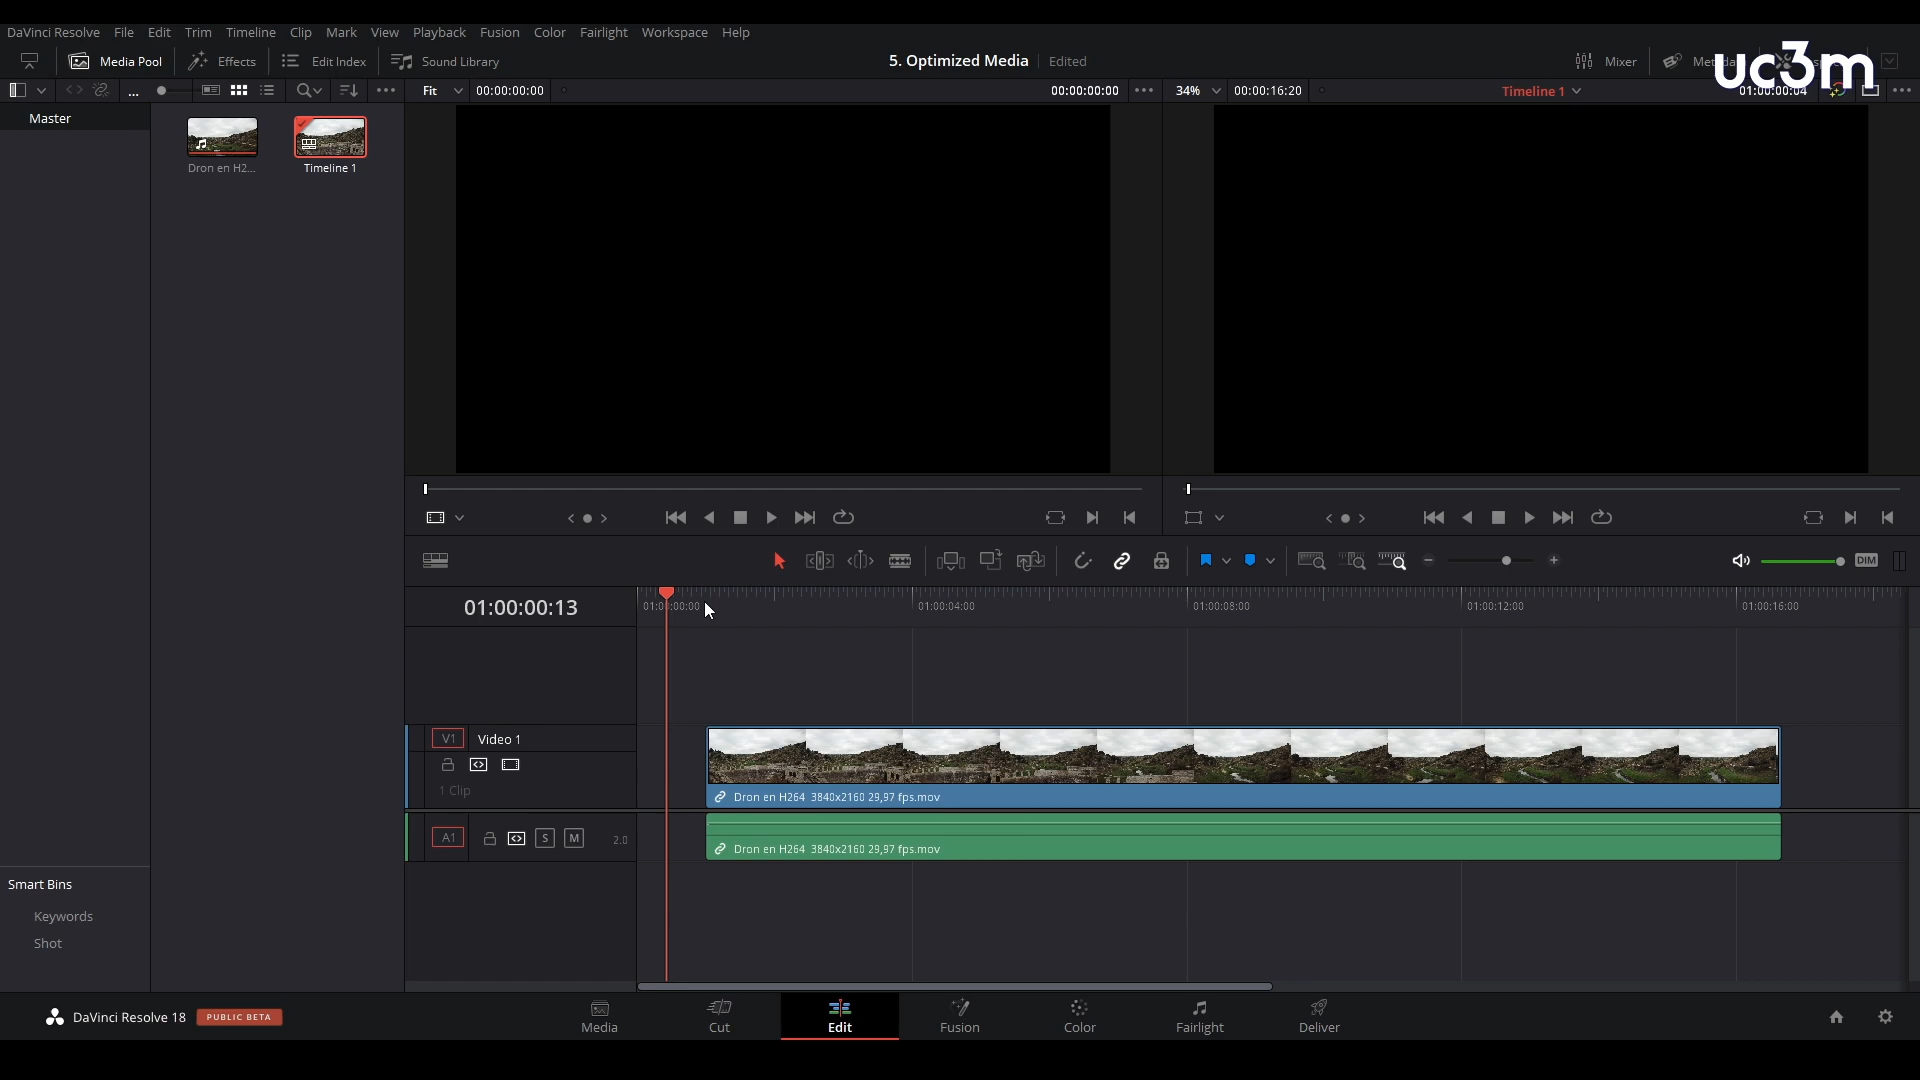 DaVinci Resolve File Edit Trim Timeline Clip Mark View Playback Fusion Color Fairlight Workspace Help
Media Pool Effects Edit Index Sound Library 5. Optimized Media Edited Mixer
uc3m
Fit 00:00:00:00 00:00:00:00 34% 00:00:16:20 Timeline 1 01:00:00:04
Master
Dron en H2... Timeline 1
DIM
01:00:00:13 01:00:00:00 01:00:04:00 01:00:08:00 01:00:12:00 01:00:16:00
V1 Video 1
1 Clip
Dron en H264 3840x2160 29,97 fps.mov
A1 S M 2.0
Dron en H264 3840x2160 29,97 fps.mov
Smart Bins
Keywords
Shot
DaVinci Resolve 18 PUBLIC BETA
Media Cut Edit Fusion Color Fairlight Deliver